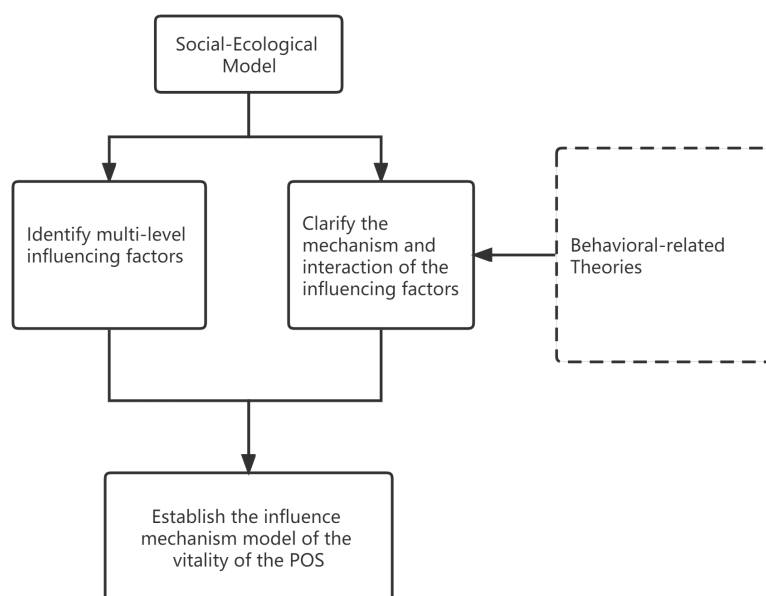 Social-Ecological
Model
Identify multi-level
influencing factors
Clarify the
mechanism and
interaction of the
influencing factors
Behavioral-related
Theories
Establish the influence
mechanism model of the
vitality of the POS